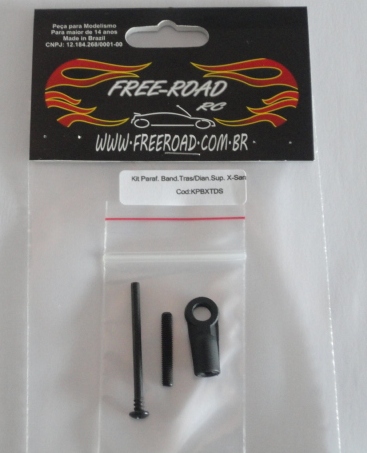 Peça para Modelismo
Para maior de 14 anos
Made in Brazil
CNPJ: 12.184.268/0001-00
FREE-ROAD
RC
WWW.FREEROAD.COM.BR
Kit Paraf. Band.Tras/Dian.Sup. X-San
Cod:KPBXTDS